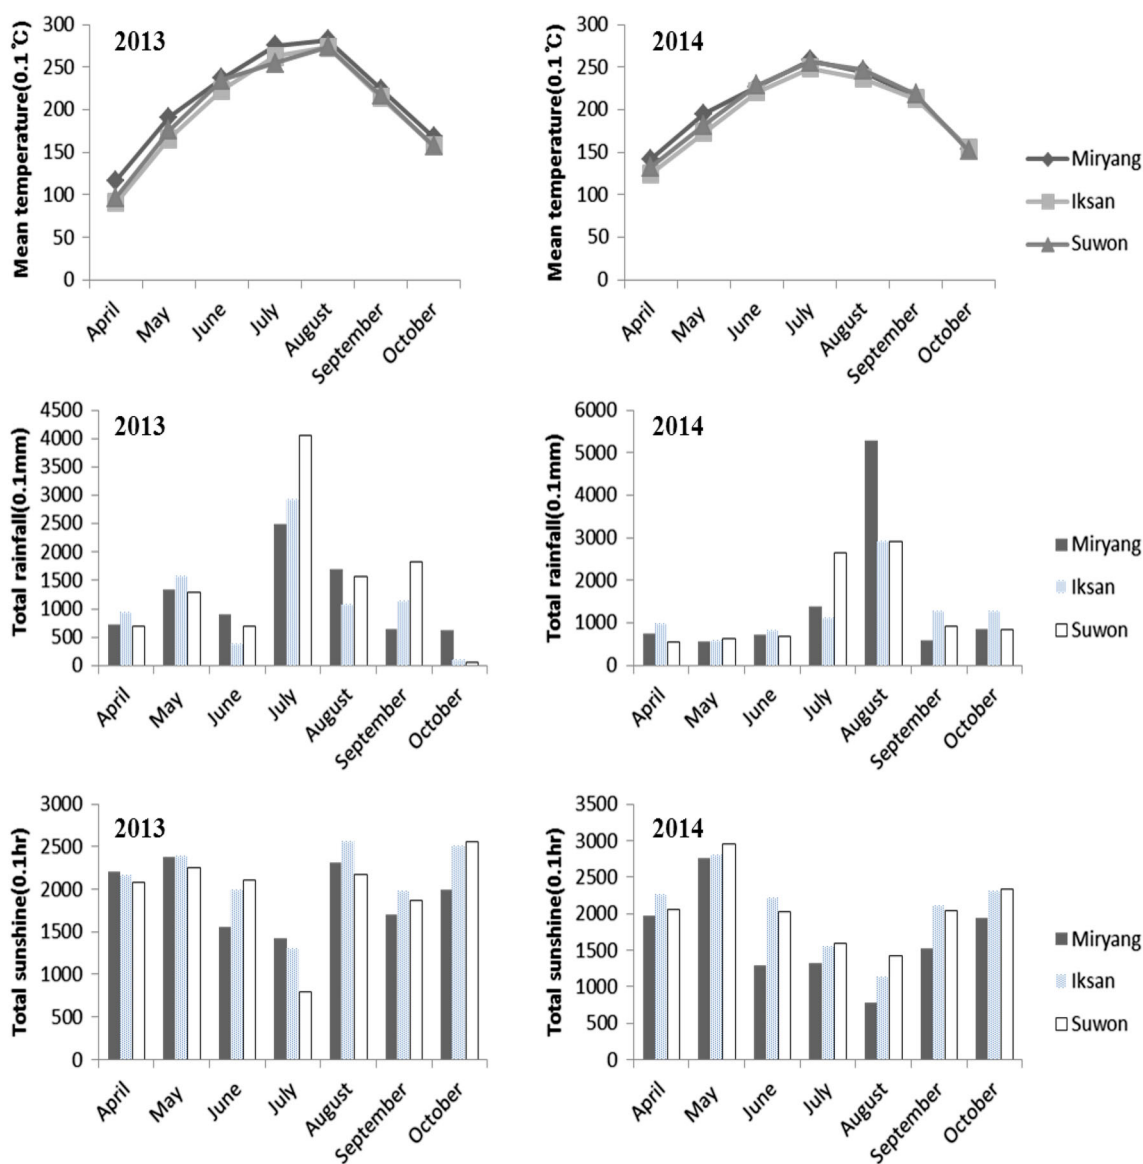 2013
Mean temperature(0.1℃)
300
250
200
150
100
50
0
April
May
June
July
August
September
October
2014
Mean temperature(0.1℃)
300
250
200
150
100
50
0
April
May
June
July
August
September
October
Miryang
Iksan
Suwon
2013
Total rainfall(0.1mm)
4500
4000
3500
3000
2500
2000
1500
1000
500
0
April
May
June
July
August
September
October
2014
Total rainfall(0.1mm)
6000
5000
4000
3000
2000
1000
0
April
May
June
July
August
September
October
Miryang
Iksan
Suwon
2013
Total sunshine(0.1hr)
3000
2500
2000
1500
1000
500
0
April
May
June
July
August
September
October
2014
Total sunshine(0.1hr)
3500
3000
2500
2000
1500
1000
500
0
April
May
June
July
August
September
October
Miryang
Iksan
Suwon